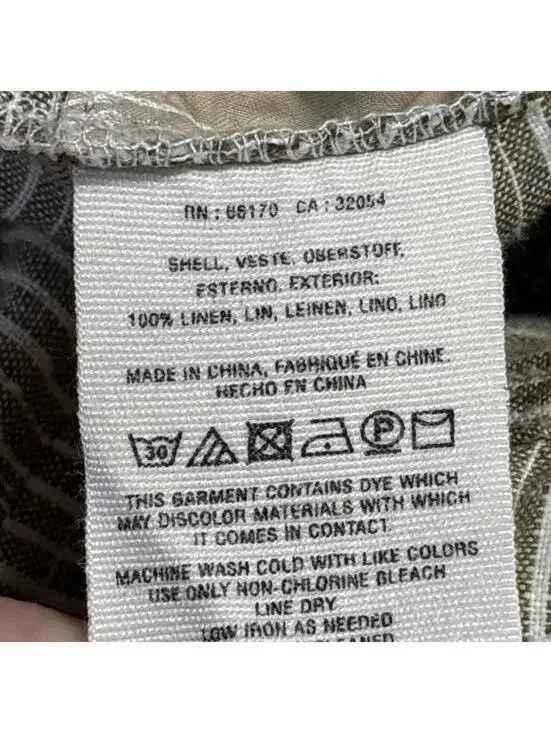 RN : 66170 CA : 32054
SHELL, VESTE, OBERSTOFF,
ESTERNO, EXTERIOR:
100% LINEN, LIN, LEINEN, LINO, LINO
MADE IN CHINA, FABRIQUÉ EN CHINE.
HECHO EN CHINA
30 P
THIS GARMENT CONTAINS DYE WHICH
MAY DISCOLOR MATERIALS WITH WHICH
IT COMES IN CONTACT.
MACHINE WASH COLD WITH LIKE COLORS
USE ONLY NON-CHLORINE BLEACH
LINE DRY
LOW IRON AS NEEDED
CLEANED